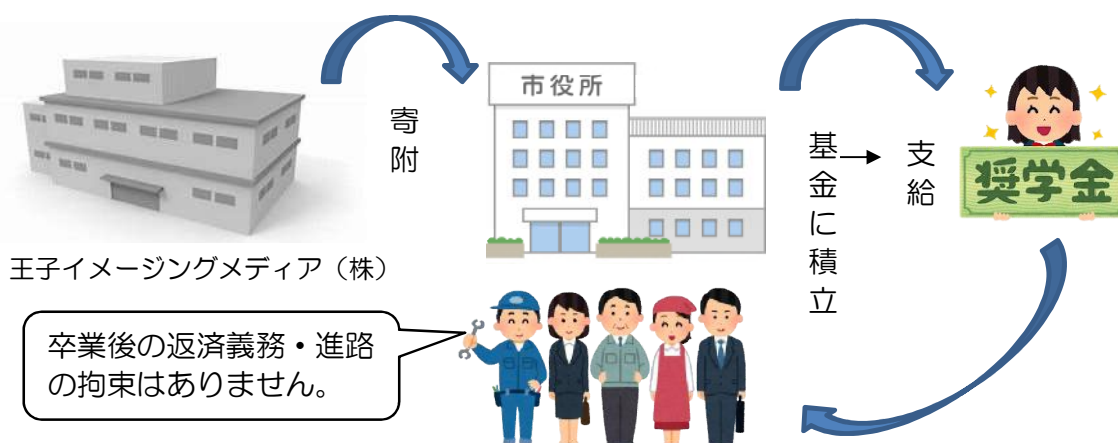 市役所
寄附
基金に積立
支給
奨学金
王子イメージングメディア（株）
卒業後の返済義務・進路
の拘束はありません。